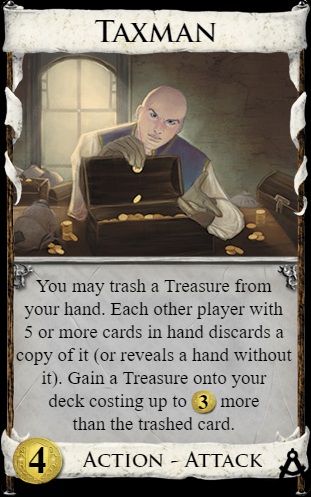 TAXMAN
You may trash a Treasure from
your hand. Each other player with
5 or more cards in hand discards a
copy of it (or reveals a hand without
it). Gain a Treasure onto your
deck costing up to 3 more
than the trashed card.
4 ACTION - ATTACK